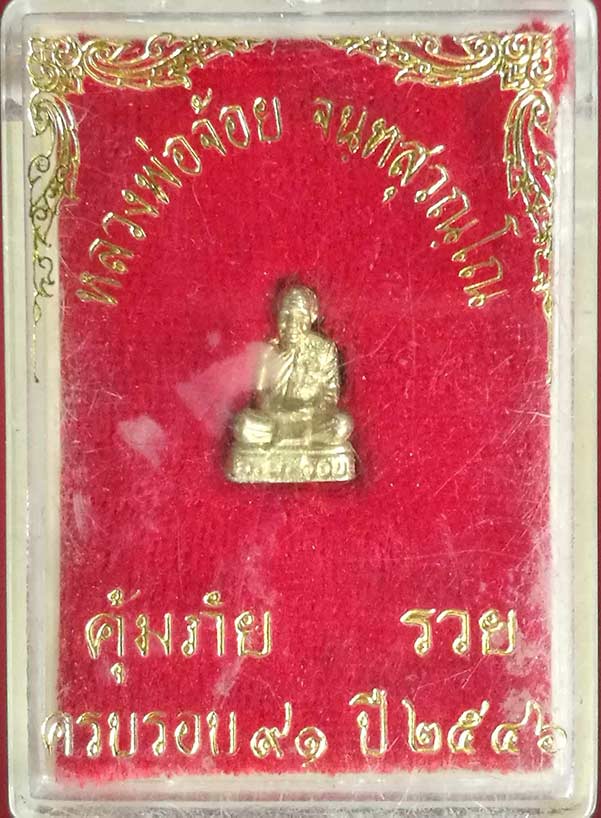 หลวงพ่อจ้อย จนฺทสุวณฺโณ
คุ้มภัย รวย
ครบรอบ ๙๑ ปี ๒๕๔๖